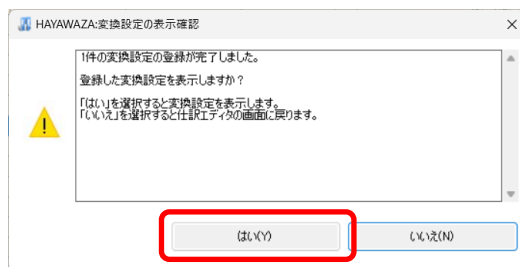 HAYAWAZA:変換設定の表示確認
1件の変換設定の登録が完了しました。
登録した変換設定を表示しますか？
「はい」を選択すると変換設定を表示します。
「いいえ」を選択すると仕訳エディタの画面に戻ります。
はい(Y)
いいえ(N)